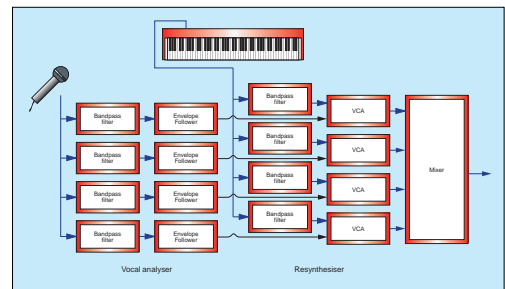 Bandpass
filter
Bandpass
filter
Envelope
Follower
VCA
Bandpass
filter
Bandpass
filter
Envelope
Follower
VCA
Mixer
Bandpass
filter
Bandpass
filter
Envelope
Follower
VCA
Bandpass
filter
Bandpass
filter
Envelope
Follower
VCA
Vocal analyser
Resynthesiser